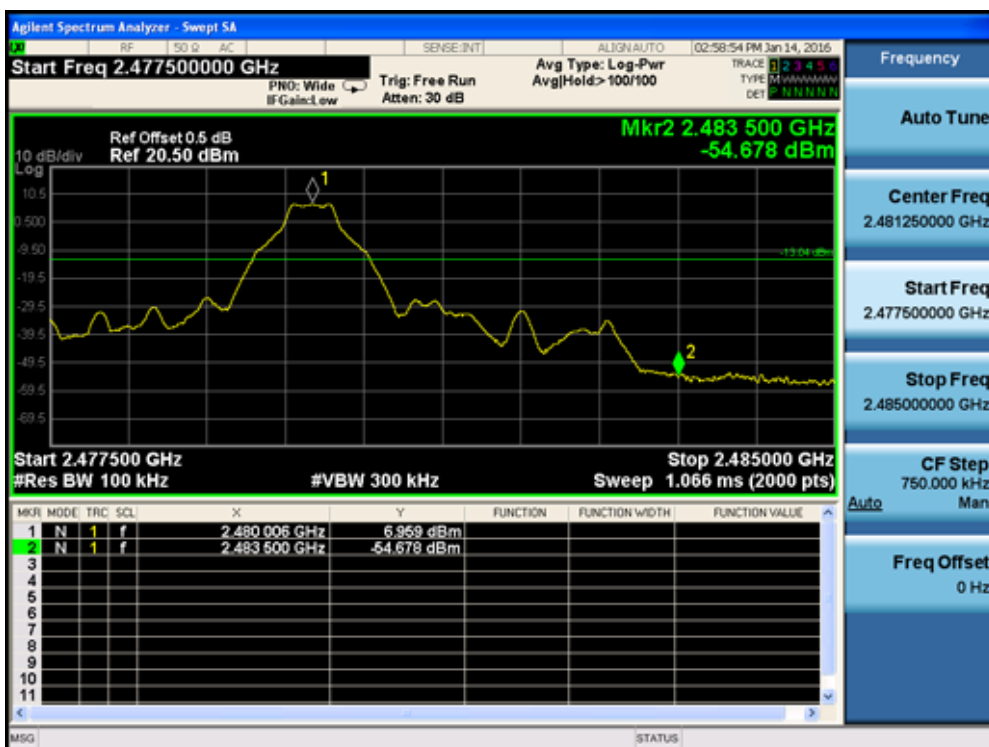 Agilent Spectrum Analyzer - Swept SA
LXI RF 50 Ω AC SENSE:INT ALIGNAUTO 02:58:54 PM Jan 14, 2016
Start Freq 2.477500000 GHz
PNO: Wide
IFGain:Low
Trig: Free Run
Atten: 30 dB
Avg Type: Log-Pwr
Avg|Hold:>100/100
TRACE 1 2 3 4 5 6
TYPE M
DET P N N N N N
Ref Offset 0.5 dB
10 dB/div Ref 20.50 dBm
Log
Mkr2 2.483 500 GHz
-54.678 dBm
10.5
0.500
-9.50
-19.5
-29.5
-39.5
-49.5
-59.5
-69.5
1
-13.04 dBm
2
Start 2.477500 GHz Stop 2.485000 GHz
#Res BW 100 kHz #VBW 300 kHz Sweep 1.066 ms (2000 pts)
MKR MODE TRC SCL X Y FUNCTION FUNCTION WIDTH FUNCTION VALUE
1 N 1 f 2.480 006 GHz 6.959 dBm
2 N 1 f 2.483 500 GHz -54.678 dBm
3
4
5
6
7
8
9
10
11
MSG STATUS
Frequency
Auto Tune
Center Freq
2.481250000 GHz
Start Freq
2.477500000 GHz
Stop Freq
2.485000000 GHz
CF Step
750.000 kHz
Auto Man
Freq Offset
0 Hz